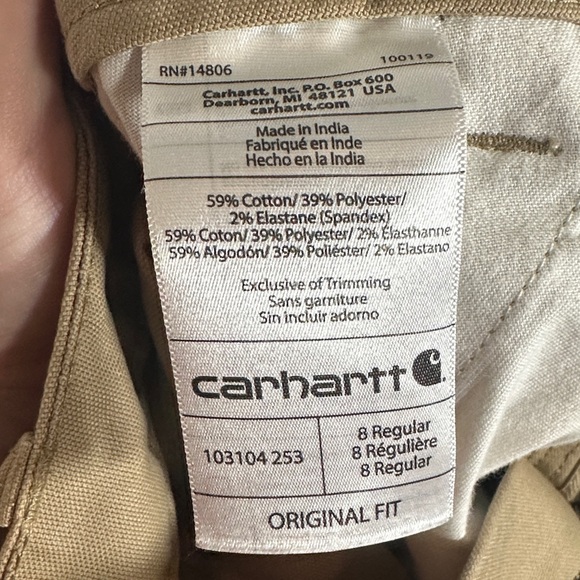 RN#14806 100119
Carhartt, Inc. P.O. Box 600
Dearborn, MI 48121 USA
carhartt.com
Made in India
Fabriqué en Inde
Hecho en la India
59% Cotton/ 39% Polyester/
2% Elastane (Spandex)
59% Coton/ 39% Polyester/ 2% Élasthanne
59% Algodón/ 39% Poliéster/ 2% Elastano
Exclusive of Trimming
Sans garniture
Sin incluir adorno
carhartt
103104 253
8 Regular
8 Régulière
8 Regular
ORIGINAL FIT